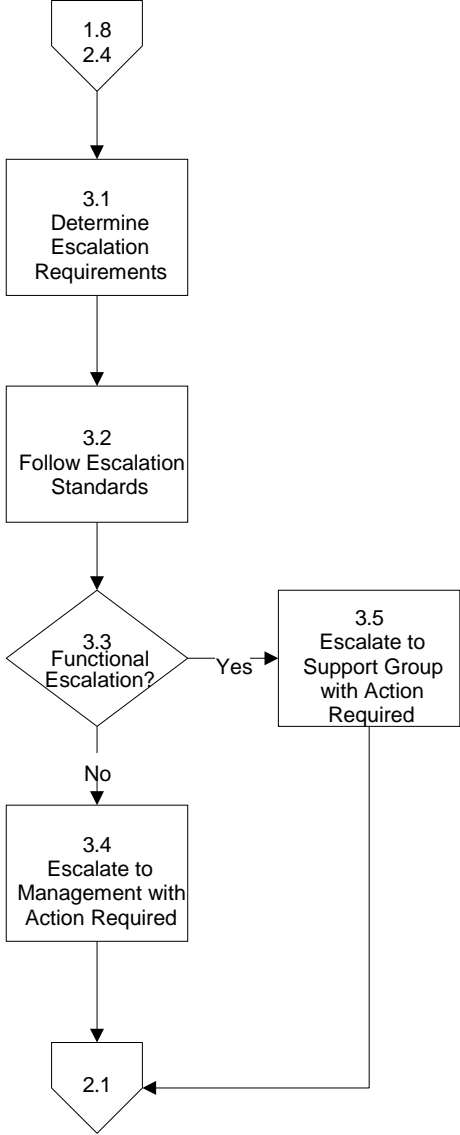 1.8
2.4
3.1
Determine
Escalation
Requirements
3.2
Follow Escalation
Standards
3.3
Functional
Escalation?
Yes
3.5
Escalate to
Support Group
with Action
Required
No
3.4
Escalate to
Management with
Action Required
2.1